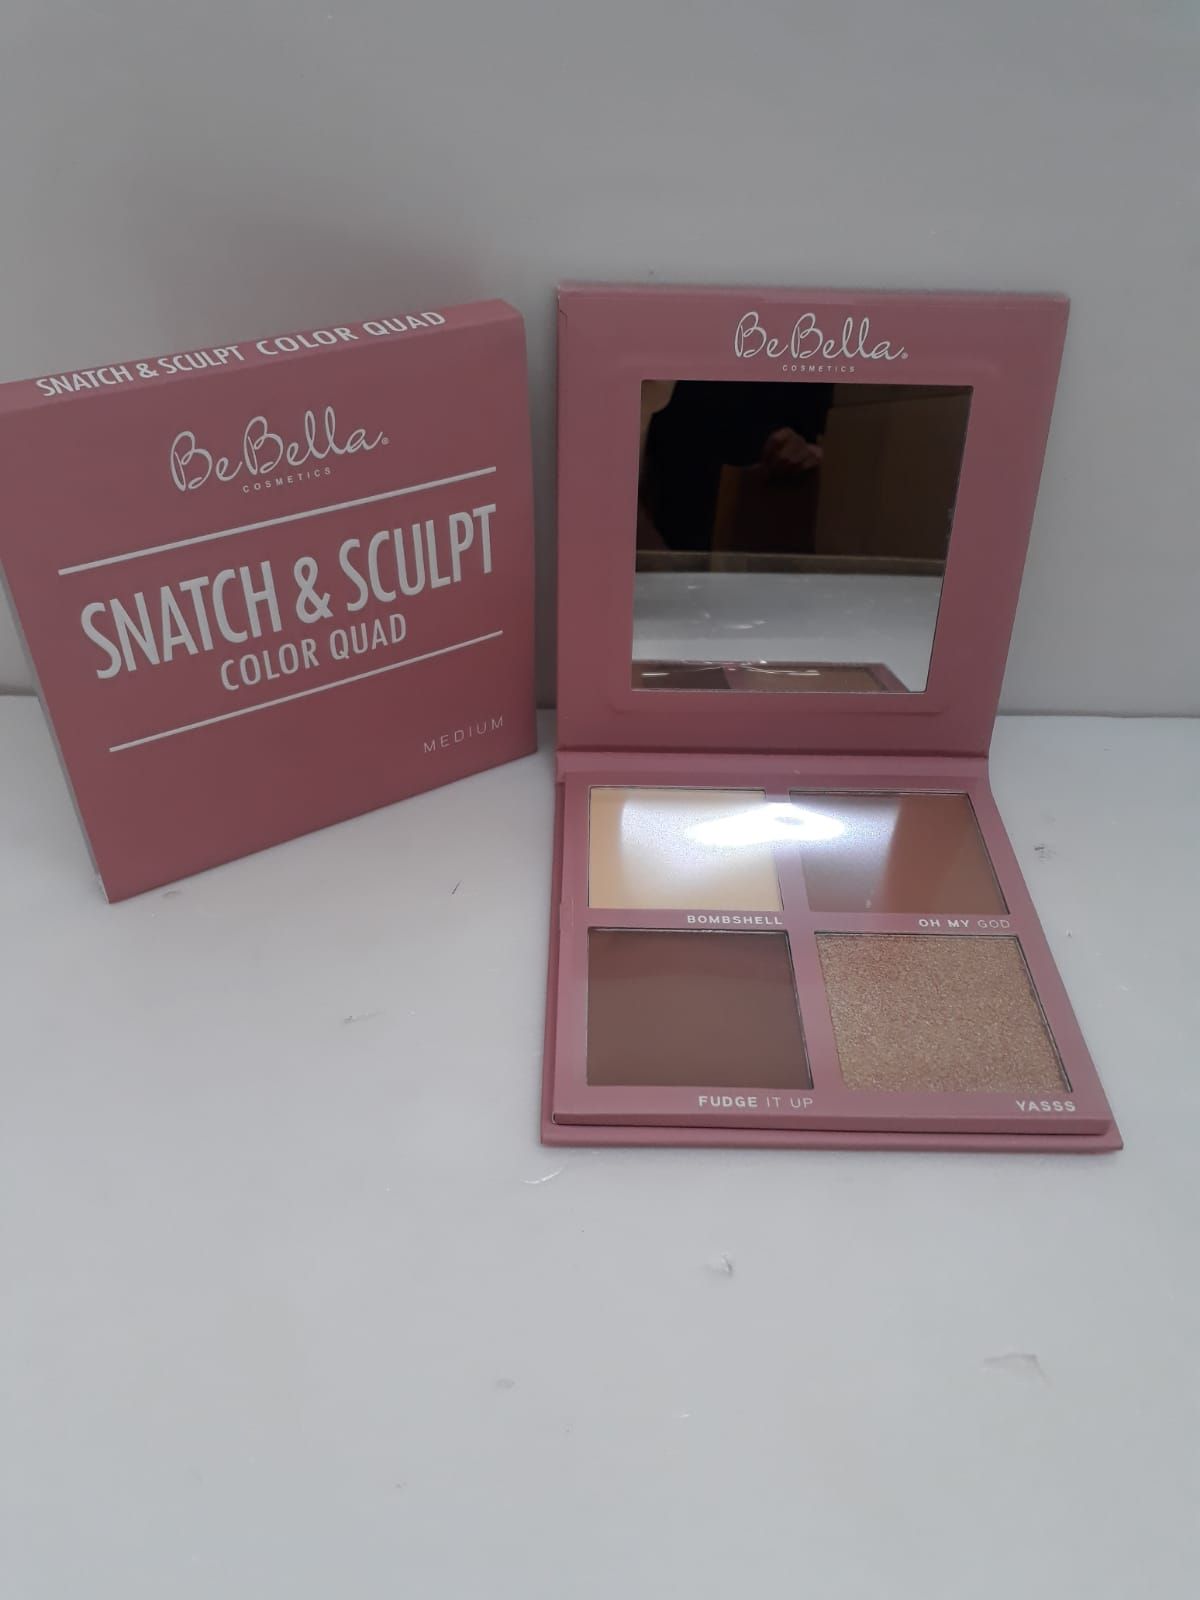 SNATCH & SCULPT COLOR QUAD
BeBella®
COSMETICS
SNATCH & SCULPT
COLOR QUAD
MEDIUM
BeBella®
COSMETICS
BOMBSHELL
OH MY GOD
FUDGE IT UP
YASSS